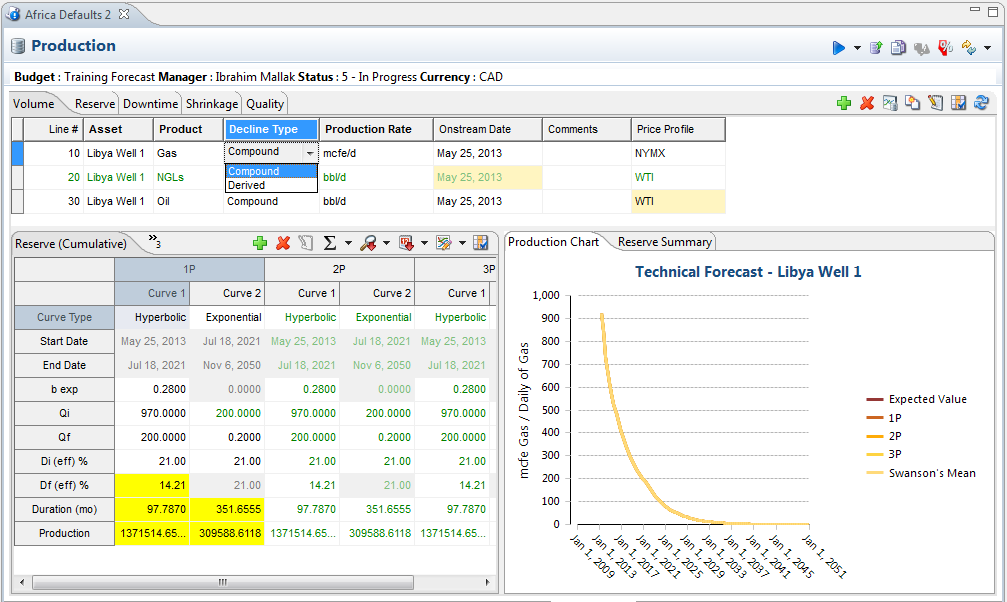 Africa Defaults 2
Production
Budget : Training Forecast Manager : Ibrahim Mallak Status : 5 - In Progress Currency : CAD
Volume Reserve Downtime Shrinkage Quality
Line # Asset Product Decline Type Production Rate Onstream Date Comments Price Profile
10 Libya Well 1 Gas Compound mcfe/d May 25, 2013 NYMX
20 Libya Well 1 NGLs Compound bbl/d May 25, 2013 WTI
Derived
30 Libya Well 1 Oil Compound bbl/d May 25, 2013 WTI
Reserve (Cumulative) »3
1P 2P 3P
Curve 1 Curve 2 Curve 1 Curve 2 Curve 1
Curve Type Hyperbolic Exponential Hyperbolic Exponential Hyperbolic
Start Date May 25, 2013 Jul 18, 2021 May 25, 2013 Jul 18, 2021 May 25, 2013
End Date Jul 18, 2021 Nov 6, 2050 Jul 18, 2021 Nov 6, 2050 Jul 18, 2021
b exp 0.2800 0.0000 0.2800 0.0000 0.2800
Qi 970.0000 200.0000 970.0000 200.0000 970.0000
Qf 200.0000 0.2000 200.0000 0.2000 200.0000
Di (eff) % 21.00 21.00 21.00 21.00 21.00
Df (eff) % 14.21 21.00 14.21 21.00 14.21
Duration (mo) 97.7870 351.6555 97.7870 351.6555 97.7870
Production 1371514.65... 309588.6118 1371514.65... 309588.6118 1371514.65...
Production Chart Reserve Summary
Technical Forecast - Libya Well 1
mcfe Gas / Daily of Gas
1,000
900
800
700
600
500
400
300
200
100
0
Jan 1, 2009
Jan 1, 2013
Jan 1, 2017
Jan 1, 2021
Jan 1, 2025
Jan 1, 2029
Jan 1, 2033
Jan 1, 2037
Jan 1, 2041
Jan 1, 2045
Jan 1, 2051
Expected Value
1P
2P
3P
Swanson's Mean